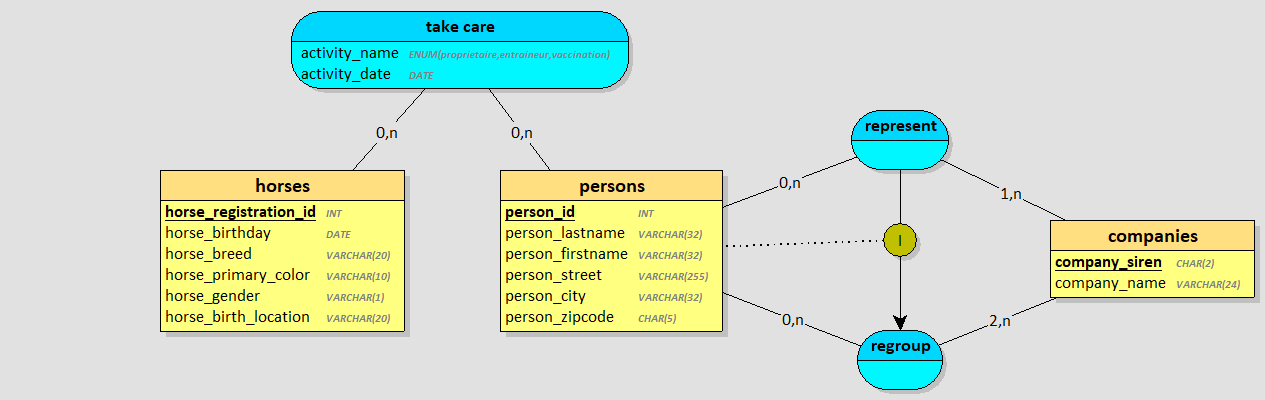 take care
activity_name ENUM(proprietaire,entraineur,vaccination)
activity_date DATE
0,n
0,n
represent
0,n
1,n
horses
horse_registration_id INT
horse_birthday DATE
horse_breed VARCHAR(20)
horse_primary_color VARCHAR(10)
horse_gender VARCHAR(1)
horse_birth_location VARCHAR(20)
persons
person_id INT
person_lastname VARCHAR(32)
person_firstname VARCHAR(32)
person_street VARCHAR(255)
person_city VARCHAR(32)
person_zipcode CHAR(5)
I
companies
company_siren CHAR(2)
company_name VARCHAR(24)
0,n
2,n
regroup